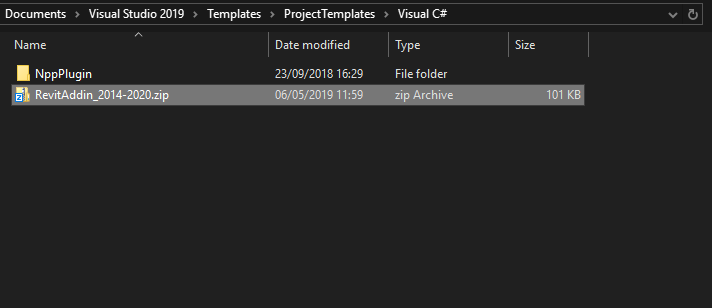 Documents > Visual Studio 2019 > Templates > ProjectTemplates > Visual C#
Name Date modified Type Size
NppPlugin 23/09/2018 16:29 File folder
RevitAddin_2014-2020.zip 06/05/2019 11:59 zip Archive 101 KB